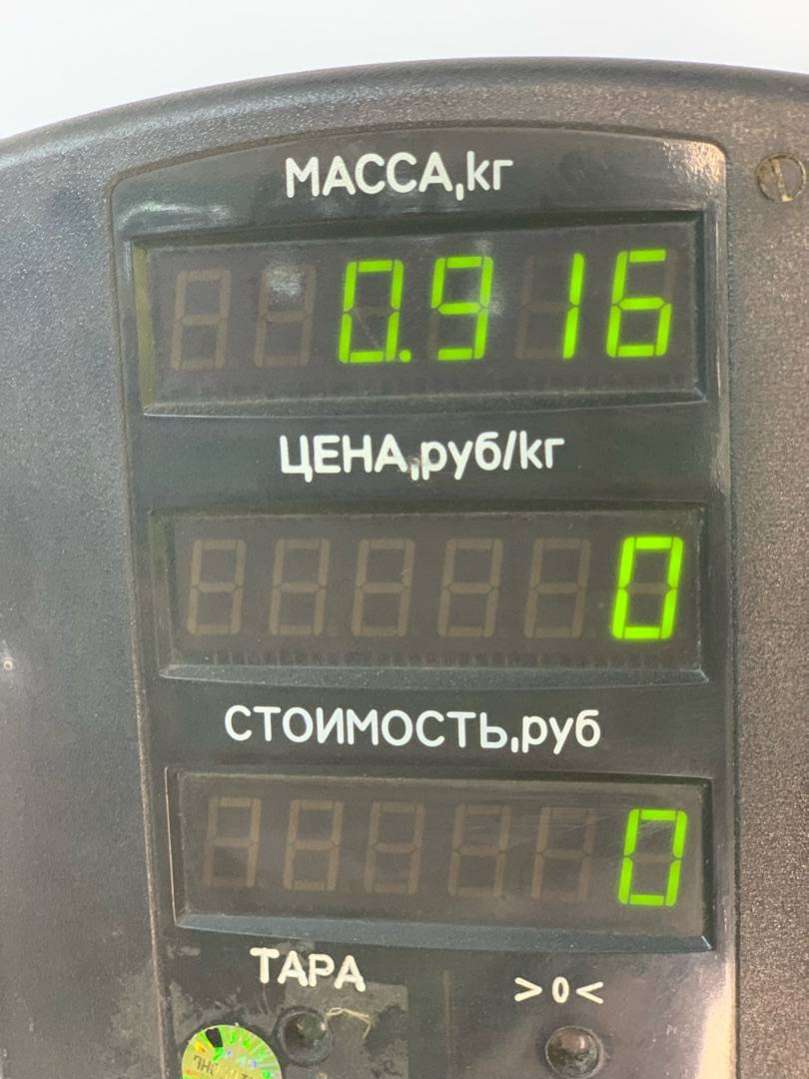 МАССА,кг
0.916
ЦЕНА,руб/кг
0
СТОИМОСТЬ,руб
0
ТАРА >0<